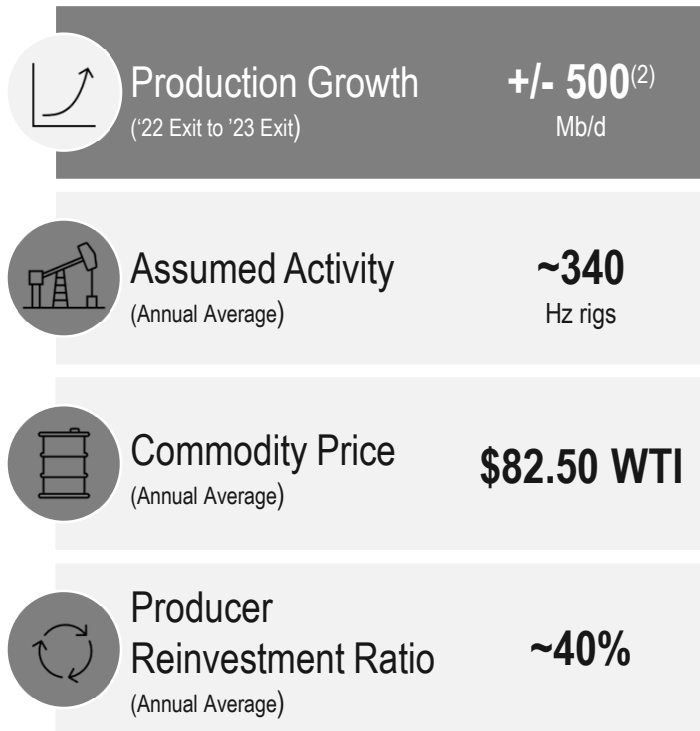 Production Growth
(‘22 Exit to ’23 Exit)
+/- 500(2)
Mb/d
Assumed Activity
(Annual Average)
~340
Hz rigs
Commodity Price
(Annual Average)
$82.50 WTI
Producer
Reinvestment Ratio
(Annual Average)
~40%